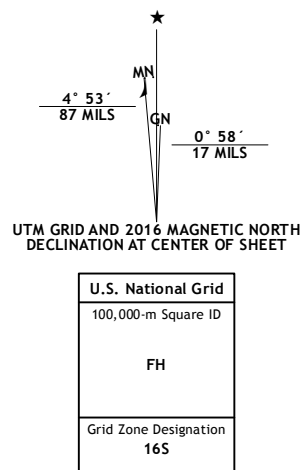 ★
MN
4° 53´
87 MILS
GN
0° 58´
17 MILS
UTM GRID AND 2016 MAGNETIC NORTH
DECLINATION AT CENTER OF SHEET
U.S. National Grid
100,000-m Square ID
FH
Grid Zone Designation
16S